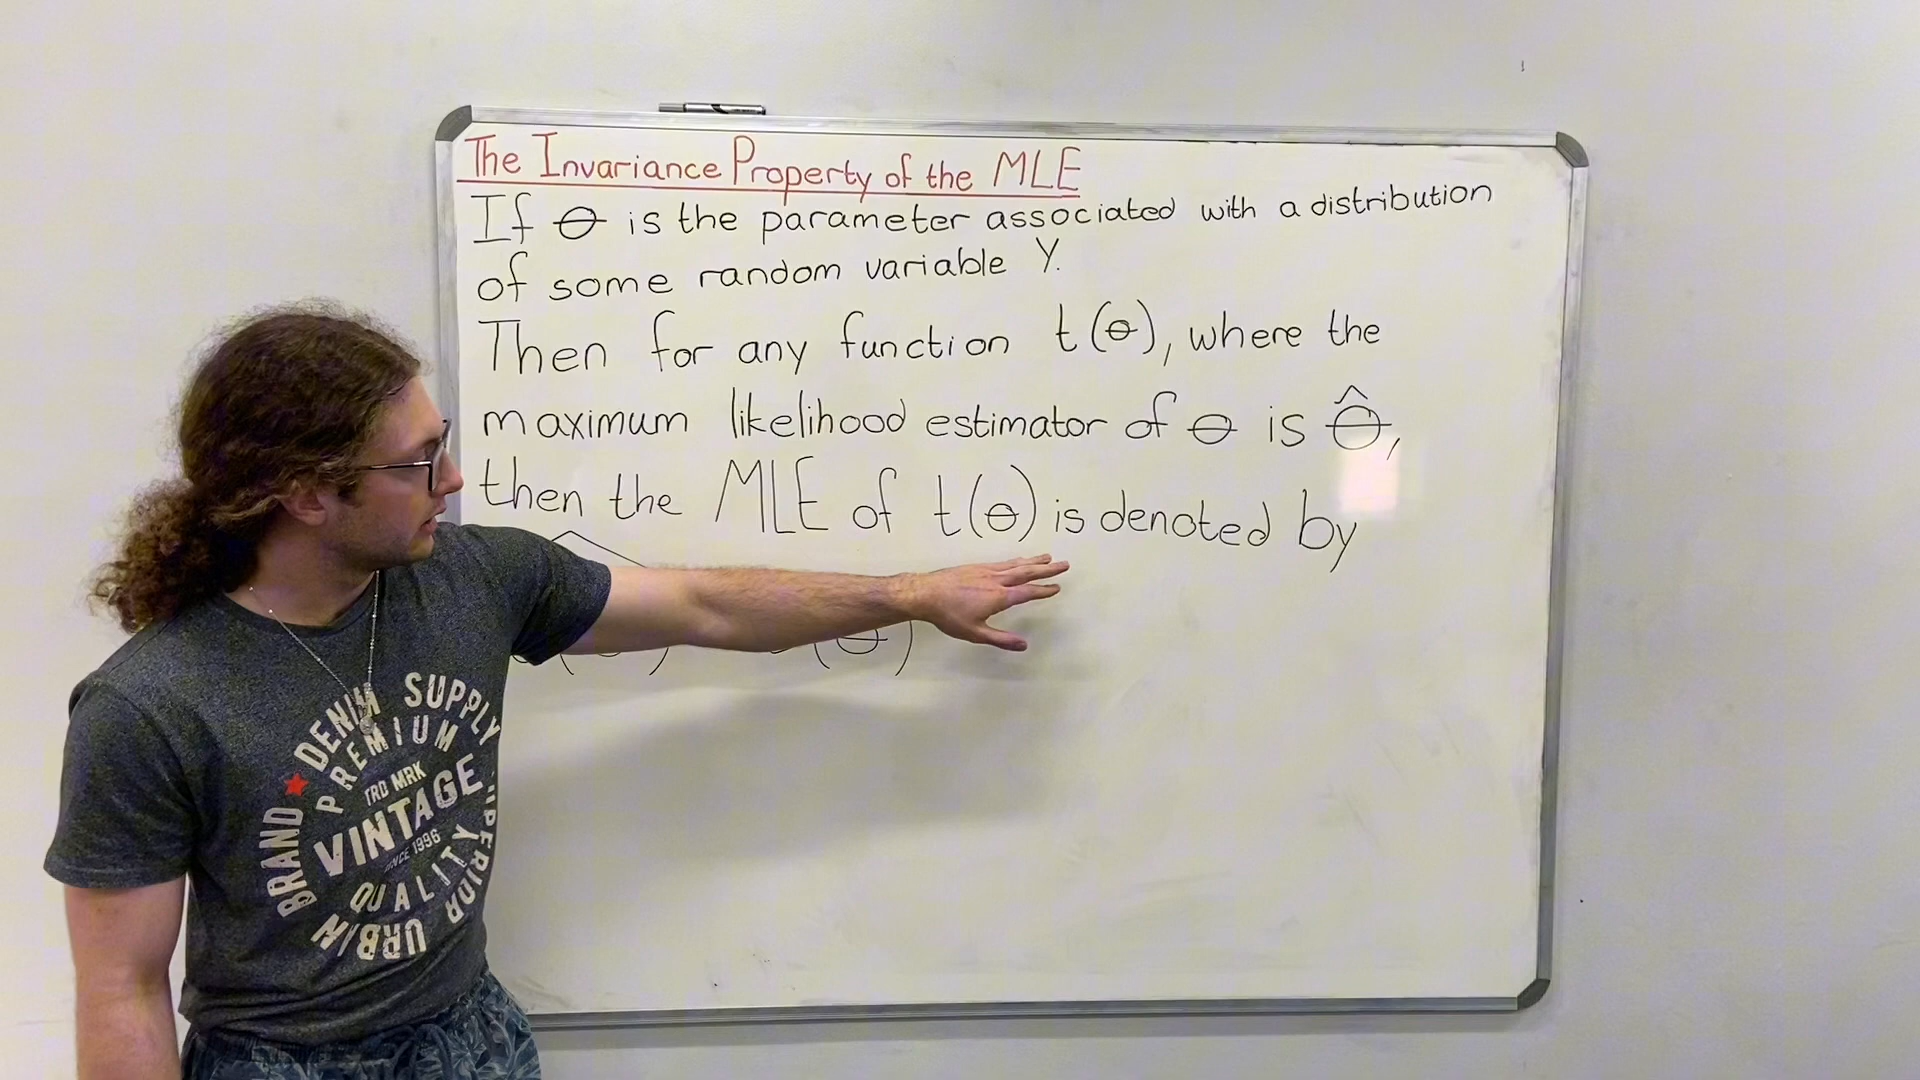 The Invariance Property of the MLE
If θ is the parameter associated with a distribution
of some random variable Y.
Then for any function t(θ), where the
maximum likelihood estimator of θ is θ̂,
then the MLE of t(θ) is denoted by
BRAND ★ DENIM SUPPLY
PREMIUM
TRD MRK
VINTAGE
SINCE 1996
QUALITY
URBAN SUPERIOR